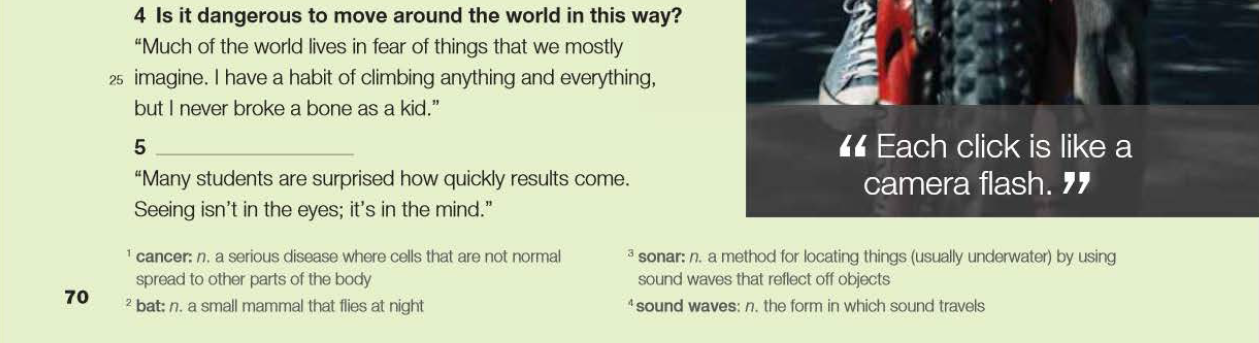 4 Is it dangerous to move around the world in this way?
“Much of the world lives in fear of things that we mostly
25 imagine. I have a habit of climbing anything and everything,
but I never broke a bone as a kid.”
5
“Many students are surprised how quickly results come.
Seeing isn’t in the eyes; it’s in the mind.”
“ Each click is like a
camera flash. ”
1 cancer: n. a serious disease where cells that are not normal
spread to other parts of the body
2 bat: n. a small mammal that flies at night
3 sonar: n. a method for locating things (usually underwater) by using
sound waves that reflect off objects
4 sound waves: n. the form in which sound travels
70